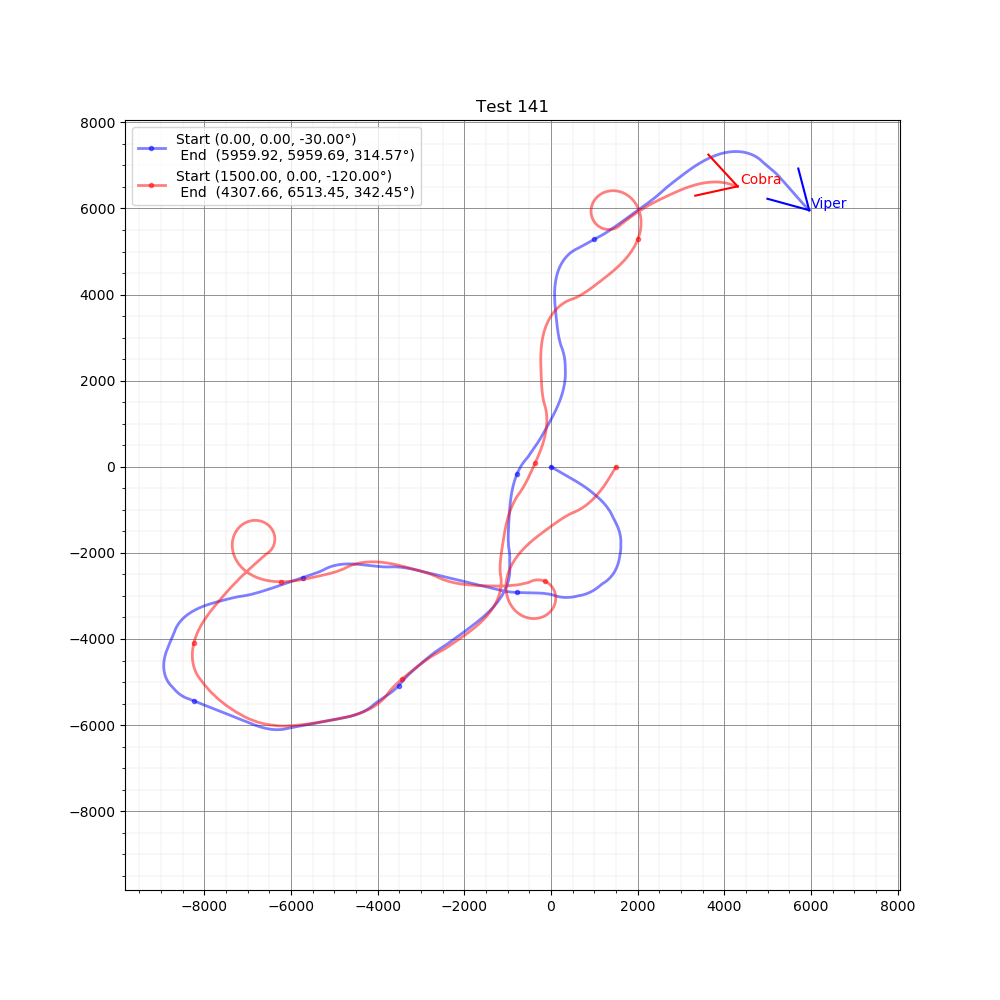 Test 141
Start (0.00, 0.00, -30.00°)
End  (5959.92, 5959.69, 314.57°)
Start (1500.00, 0.00, -120.00°)
End  (4307.66, 6513.45, 342.45°)
Cobra
Viper
8000
6000
4000
2000
0
−2000
−4000
−6000
−8000
−8000 −6000 −4000 −2000 0 2000 4000 6000 8000